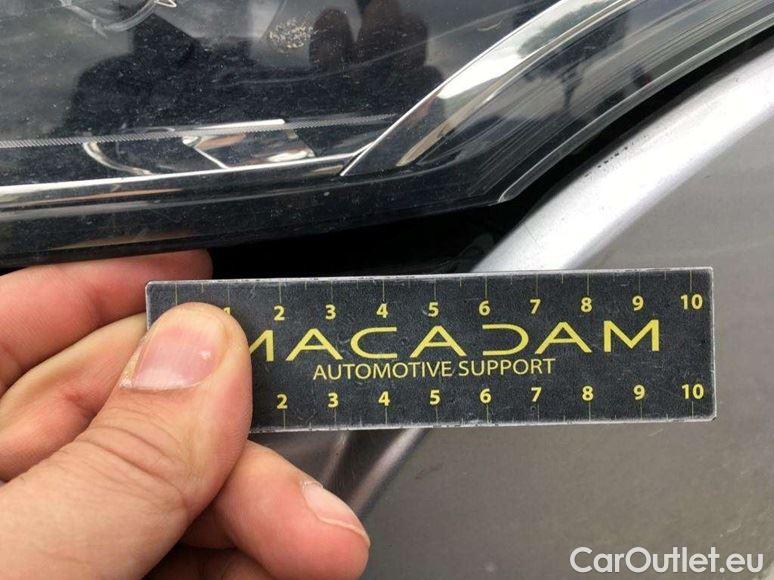 1 2 3 4 5 6 7 8 9 10
MACADAM
AUTOMOTIVE SUPPORT
2 3 4 5 6 7 8 9 10
CarOutlet.eu